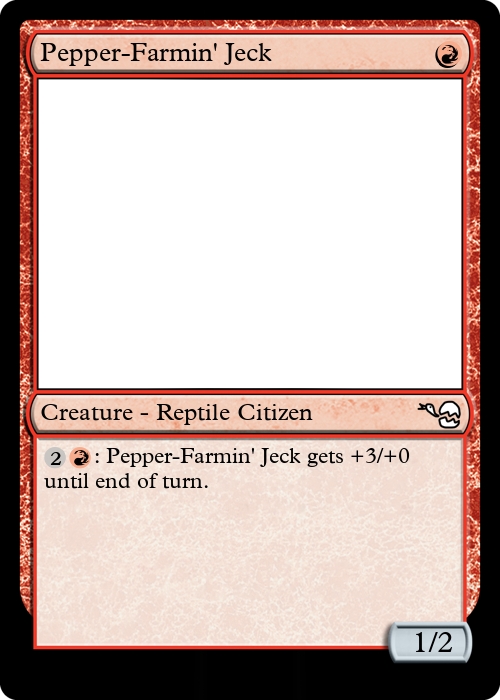 Pepper-Farmin' Jeck
Creature - Reptile Citizen
2 : Pepper-Farmin' Jeck gets +3/+0
until end of turn.
1/2